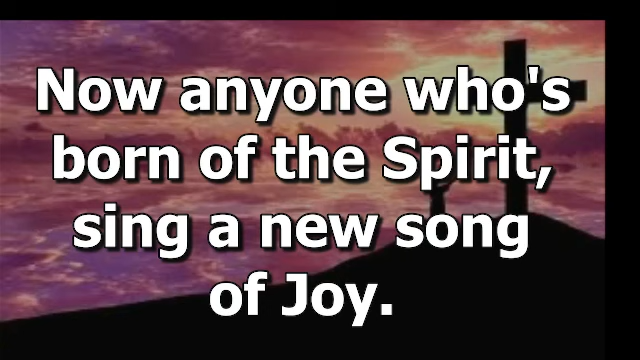 Now anyone who's
born of the Spirit,
sing a new song
of Joy.